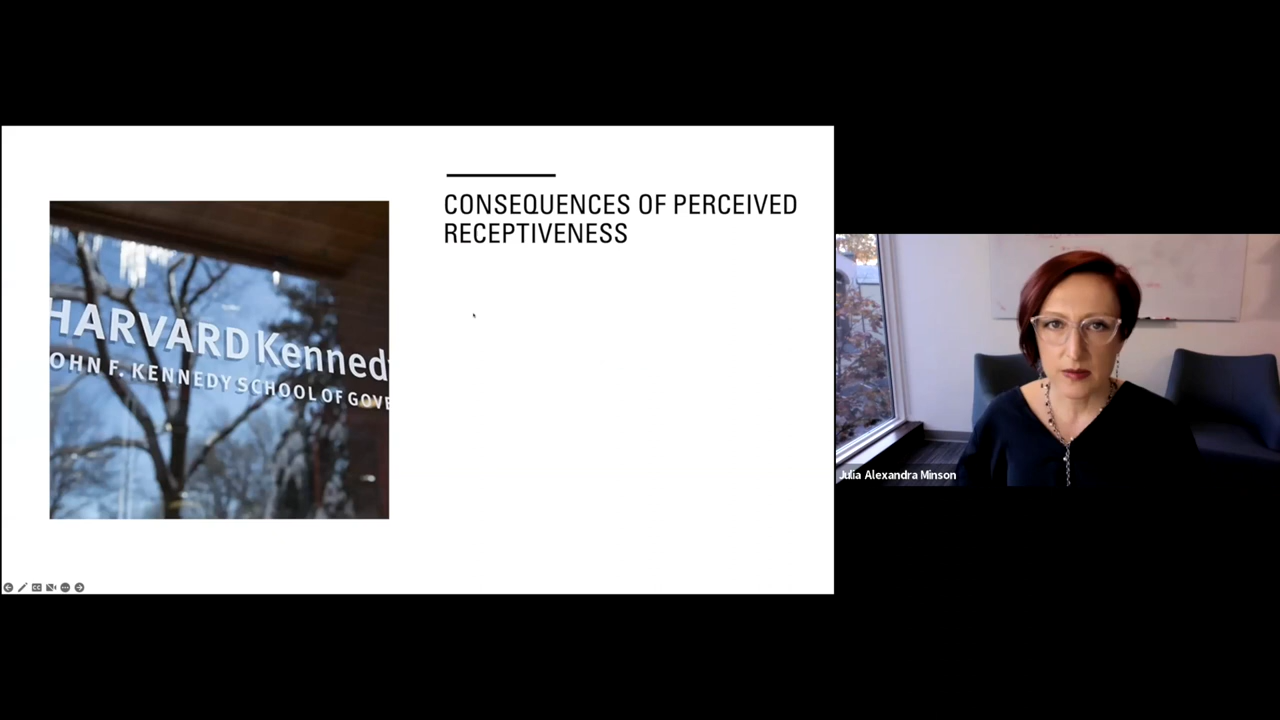 CONSEQUENCES OF PERCEIVED
RECEPTIVENESS
HARVARD Kenned
OHN F. KENNEDY SCHOOL OF GOVE
Julia Alexandra Minson